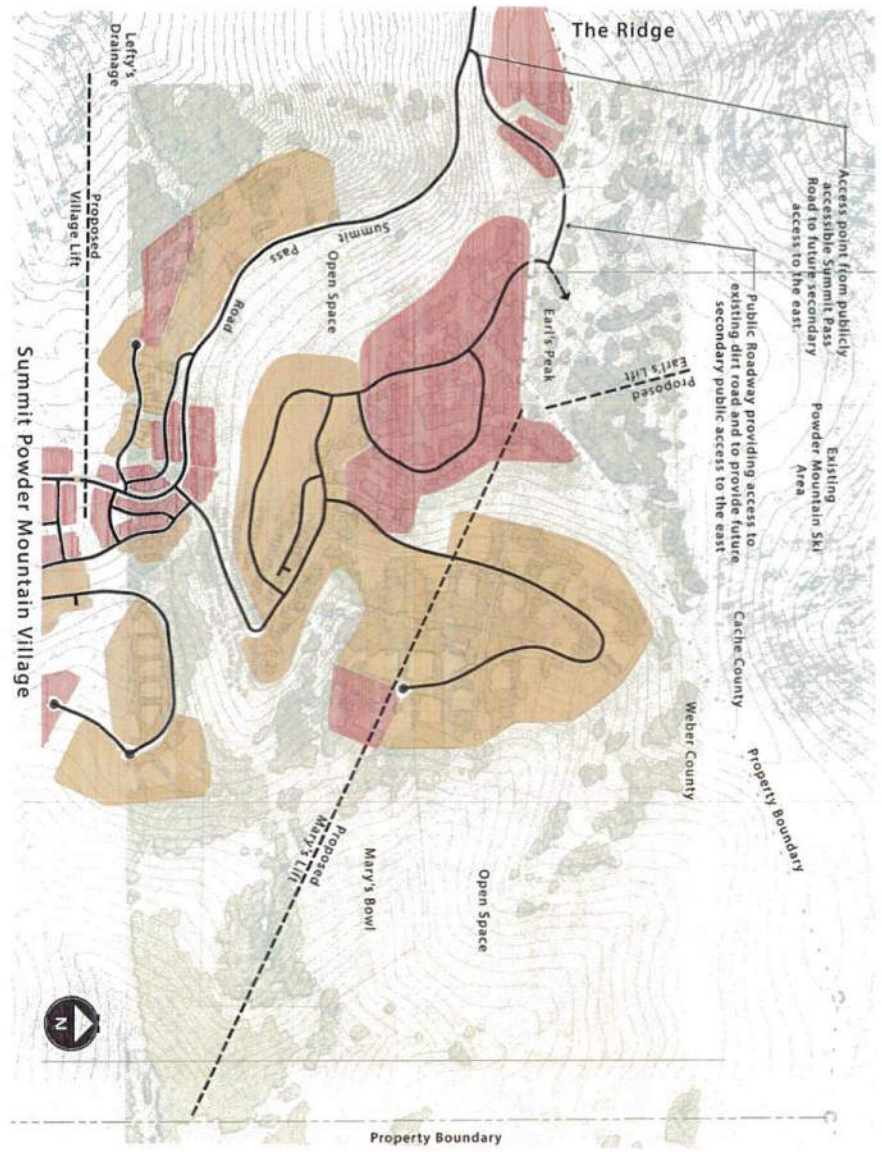 The Ridge
Access point from publicly
accessible Summit Pass
Road to future secondary
access to the east.
Public Roadway providing access to
existing dirt road and to provide future
secondary public access to the east
Existing
Powder Mountain Ski
Area
Cache County
Weber County
Property Boundary
Lefty's
Drainage
Proposed
Village Lift
Summit
Pass
Road
Open Space
Earl's Peak
Proposed
Earl's Lift
Proposed
Mary's Lift
Mary's Bowl
Open Space
Summit Powder Mountain Village
N
Property Boundary